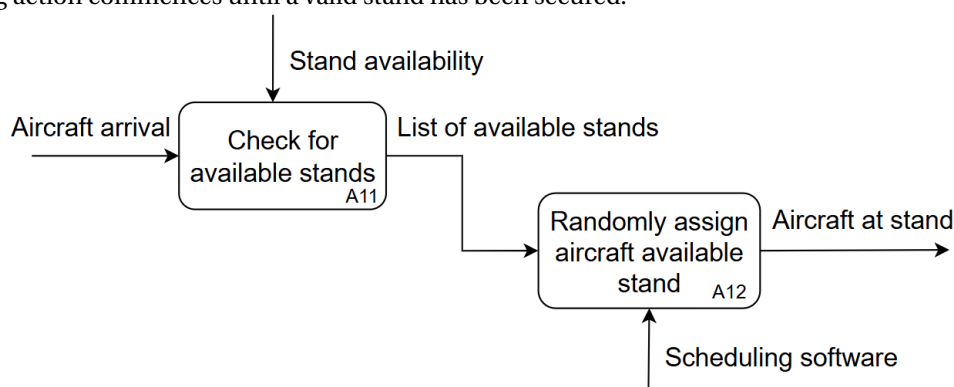 action commences until a valid stand has been secured.
Stand availability
Aircraft arrival
Check for
available stands
A11
List of available stands
Randomly assign
aircraft available
stand
A12
Aircraft at stand
Scheduling software